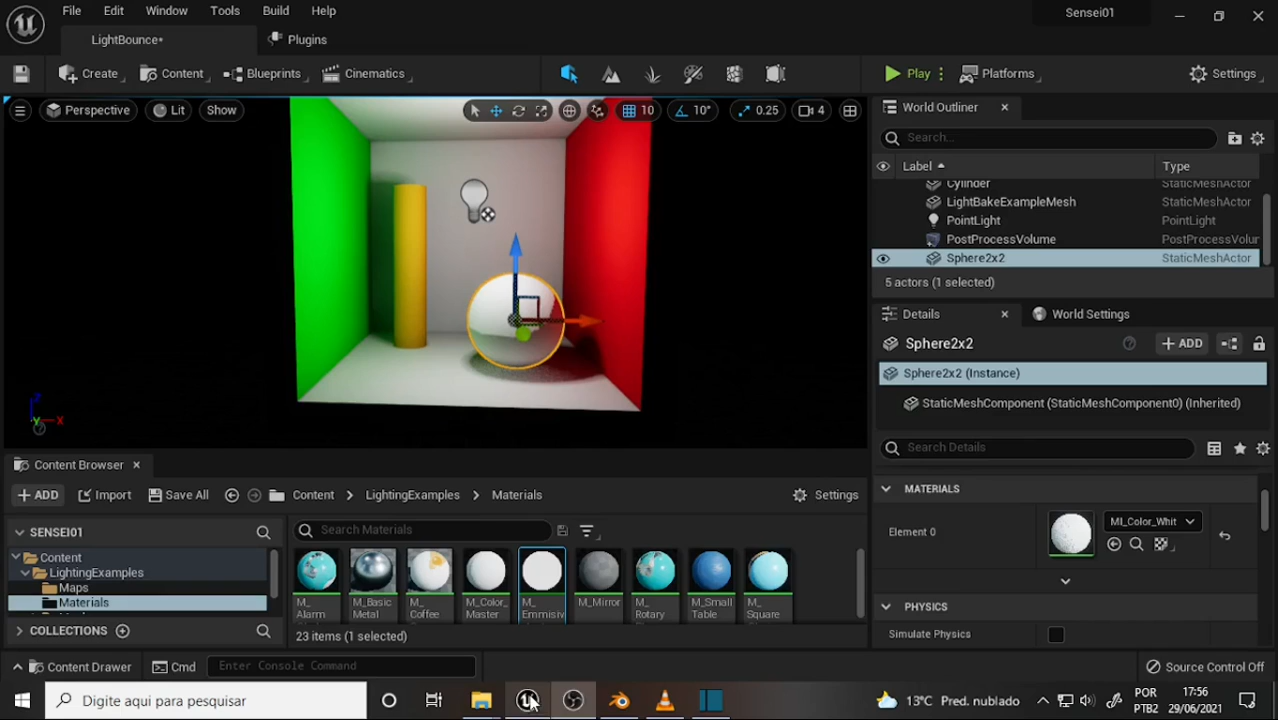 File
Edit
Window
Tools
Build
Help
Sensei01
LightBounce*
Plugins
Create
Content
Blueprints
Cinematics
Play
Platforms
Settings
Perspective
Lit
Show
10
10°
0.25
4
World Outliner
Search...
Label
Type
Cylinder
StaticMeshActor
LightBakeExampleMesh
StaticMeshActor
PointLight
PointLight
PostProcessVolume
PostProcessVolur
Sphere2x2
StaticMeshActor
5 actors (1 selected)
Details
World Settings
Sphere2x2
ADD
Sphere2x2 (Instance)
StaticMeshComponent (StaticMeshComponent0) (Inherited)
Search Details
MATERIALS
Element 0
MI_Color_Whit
PHYSICS
Simulate Physics
Z
Y
X
Content Browser
ADD
Import
Save All
Content
LightingExamples
Materials
Settings
SENSEI01
Search Materials
Content
LightingExamples
Maps
Materials
COLLECTIONS
M_
Alarm
M_Basic
Metal
M_
Coffee
M_Color_
Master
M_
Emmisiv
M_Mirror
M_
Rotary
M_Small
Table
M_
Square
23 items (1 selected)
Content Drawer
Cmd
Enter Console Command
Source Control Off
Digite aqui para pesquisar
13°C Pred. nublado
POR
PTB2
17:56
29/06/2021